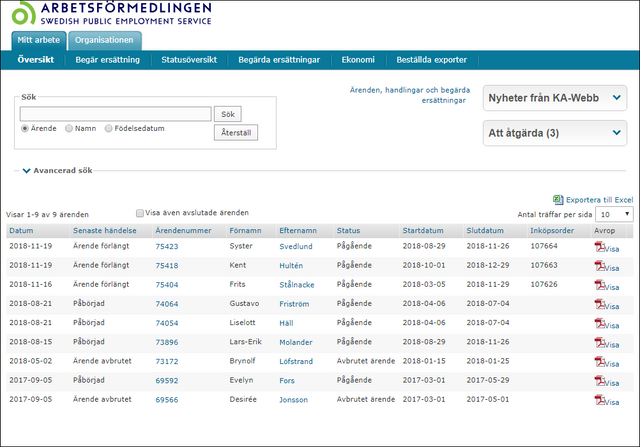 ARBETSFÖRMEDLINGEN
SWEDISH PUBLIC EMPLOYMENT SERVICE
Mitt arbete Organisationen
Översikt Begär ersättning Statusöversikt Begärda ersättningar Ekonomi Beställda exporter
Sök
Sök
Ärende Namn Födelsedatum
Återställ
Ärenden, handlingar och begärda
ersättningar
Nyheter från KA-Webb
Att åtgärda (3)
Avancerad sök
Exportera till Excel
Visar 1-9 av 9 ärenden Visa även avslutade ärenden Antal träffar per sida 10
Datum Senaste händelse Ärendenummer Förnamn Efternamn Status Startdatum Slutdatum Inköpsorder Avrop
2018-11-19 Ärende förlängt 75423 Syster Svedlund Pågående 2018-08-29 2018-11-26 107664 Visa
2018-11-19 Ärende förlängt 75418 Kent Hultén Pågående 2018-10-01 2018-12-29 107663 Visa
2018-11-16 Ärende förlängt 75404 Frits Stålnacke Pågående 2018-03-05 2018-11-29 107626 Visa
2018-08-21 Påbörjad 74064 Gustavo Friström Pågående 2018-04-06 2018-07-04 Visa
2018-08-21 Påbörjad 74054 Liselott Häll Pågående 2018-04-06 2018-07-04 Visa
2018-08-15 Påbörjad 73896 Lars-Erik Molander Pågående 2018-08-29 2018-11-26 Visa
2018-05-02 Ärende avbrutet 73172 Brynolf Löfstrand Avbrutet ärende 2018-01-15 2018-01-25 Visa
2017-09-05 Påbörjad 69592 Evelyn Fors Pågående 2017-03-01 2017-05-29 Visa
2017-09-05 Ärende avbrutet 69566 Desirée Jonsson Avbrutet ärende 2017-03-01 2017-05-01 Visa